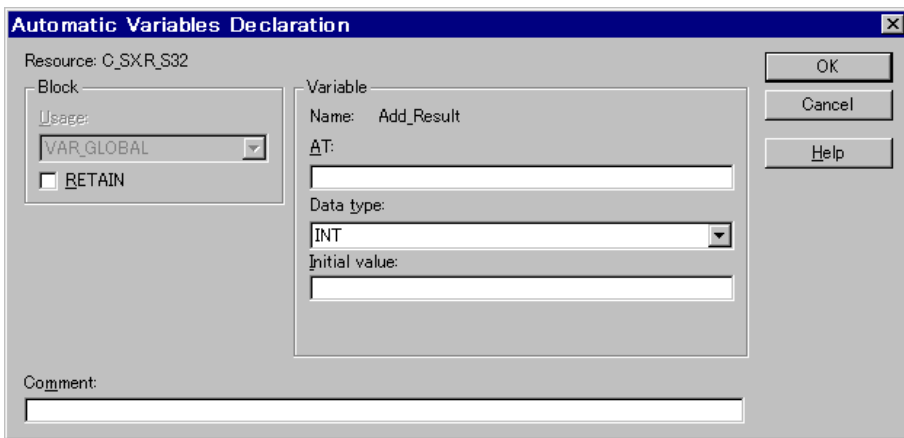 Automatic Variables Declaration
Resource: C_SX.R_S32
Block
Usage:
VAR_GLOBAL
RETAIN
Variable
Name: Add_Result
AT:
Data type:
INT
Initial value:
OK
Cancel
Help
Comment: